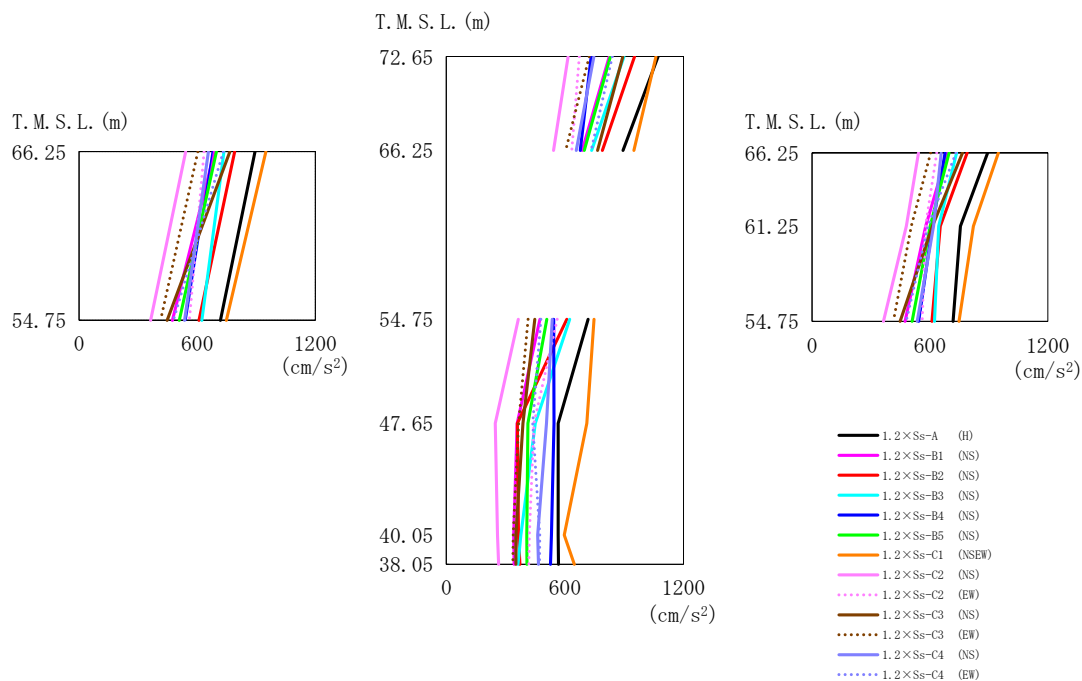 T.M.S.L.(m)
72.65
66.25
54.75
47.65
40.05
38.05
0
600
1200
(cm/s²)
T.M.S.L.(m)
66.25
54.75
0
600
1200
(cm/s²)
T.M.S.L.(m)
66.25
61.25
54.75
0
600
1200
(cm/s²)
1.2×Ss-A (H)
1.2×Ss-B1 (NS)
1.2×Ss-B2 (NS)
1.2×Ss-B3 (NS)
1.2×Ss-B4 (NS)
1.2×Ss-B5 (NS)
1.2×Ss-C1 (NSEW)
1.2×Ss-C2 (NS)
1.2×Ss-C2 (EW)
1.2×Ss-C3 (NS)
1.2×Ss-C3 (EW)
1.2×Ss-C4 (NS)
1.2×Ss-C4 (EW)